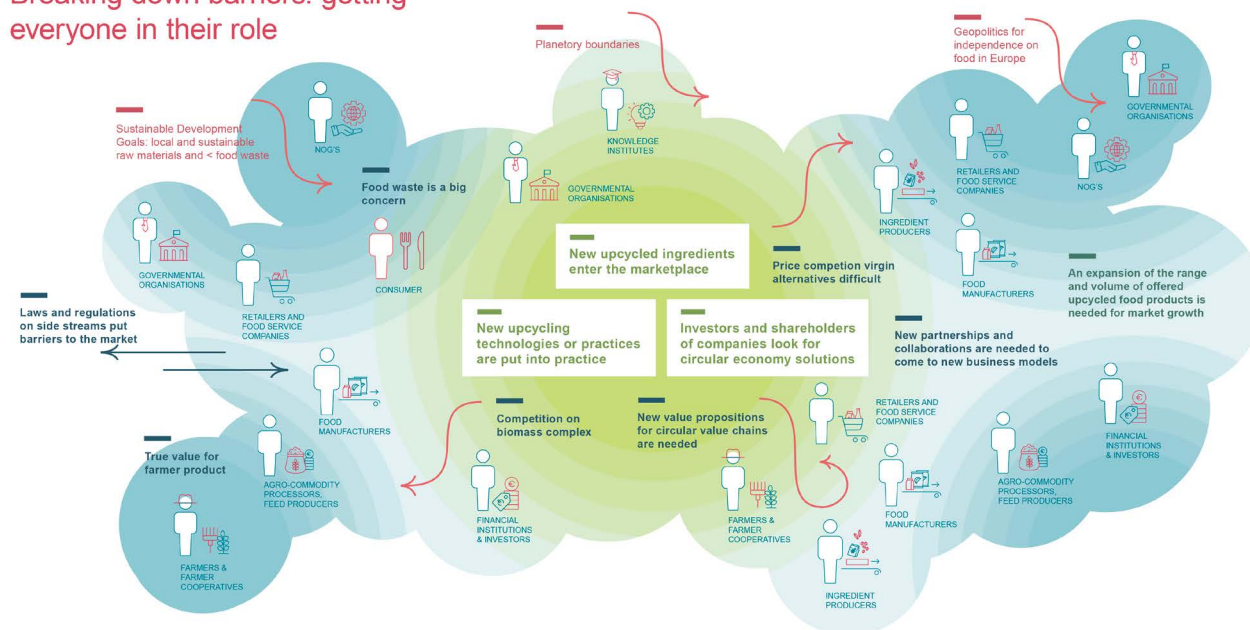 Breaking down barriers: getting
everyone in their role
Planetory boundaries
Geopolitics for
independence on
food in Europe
GOVERNMENTAL
ORGANISATIONS
Sustainable Development
Goals: local and sustainable
raw materials and < food waste
NOG'S
KNOWLEDGE
INSTITUTES
RETAILERS AND
FOOD SERVICE
COMPANIES
NOG'S
Food waste is a big
concern
GOVERNMENTAL
ORGANISATIONS
INGREDIENT
PRODUCERS
GOVERNMENTAL
ORGANISATIONS
CONSUMER
New upcycled ingredients
enter the marketplace
Price competion virgin
alternatives difficult
FOOD
MANUFACTURERS
An expansion of the range
and volume of offered
upcycled food products is
needed for market growth
Laws and regulations
on side streams put
barriers to the market
RETAILERS AND
FOOD SERVICE
COMPANIES
New upcycling
technologies or practices
are put into practice
Investors and shareholders
of companies look for
circular economy solutions
New partnerships and
collaborations are needed to
come to new business models
FOOD
MANUFACTURERS
Competition on
biomass complex
New value propositions
for circular value chains
are needed
RETAILERS AND
FOOD SERVICE
COMPANIES
FINANCIAL
INSTITUTIONS
& INVESTORS
True value for
farmer product
AGRO-COMMODITY
PROCESSORS,
FEED PRODUCERS
AGRO-COMMODITY
PROCESSORS,
FEED PRODUCERS
FINANCIAL
INSTITUTIONS
& INVESTORS
FARMERS &
FARMER
COOPERATIVES
FOOD
MANUFACTURERS
FARMERS &
FARMER
COOPERATIVES
INGREDIENT
PRODUCERS